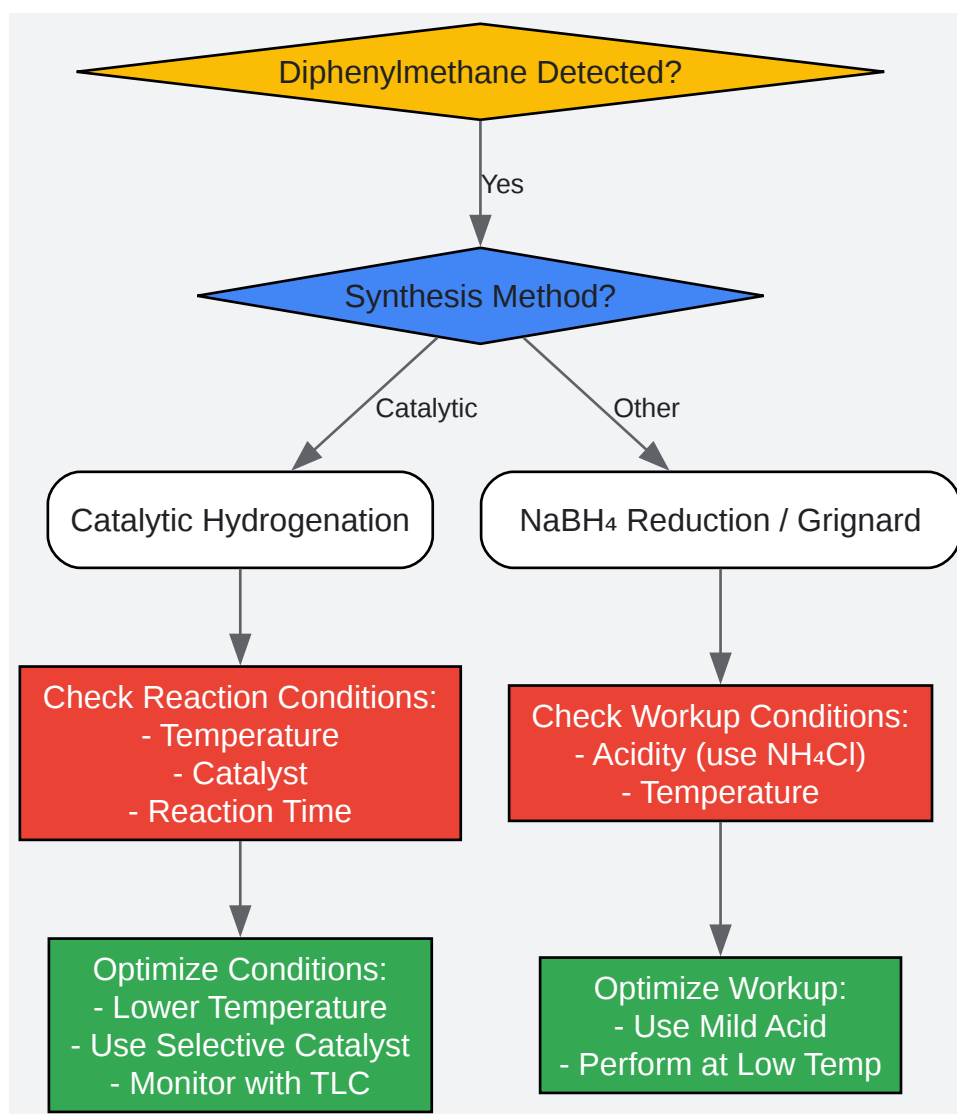 Diphenylmethane Detected?
Yes
Synthesis Method?
Catalytic
Other
Catalytic Hydrogenation
NaBH₄ Reduction / Grignard
Check Reaction Conditions:
- Temperature
- Catalyst
- Reaction Time
Check Workup Conditions:
- Acidity (use NH₄Cl)
- Temperature
Optimize Conditions:
- Lower Temperature
- Use Selective Catalyst
- Monitor with TLC
Optimize Workup:
- Use Mild Acid
- Perform at Low Temp